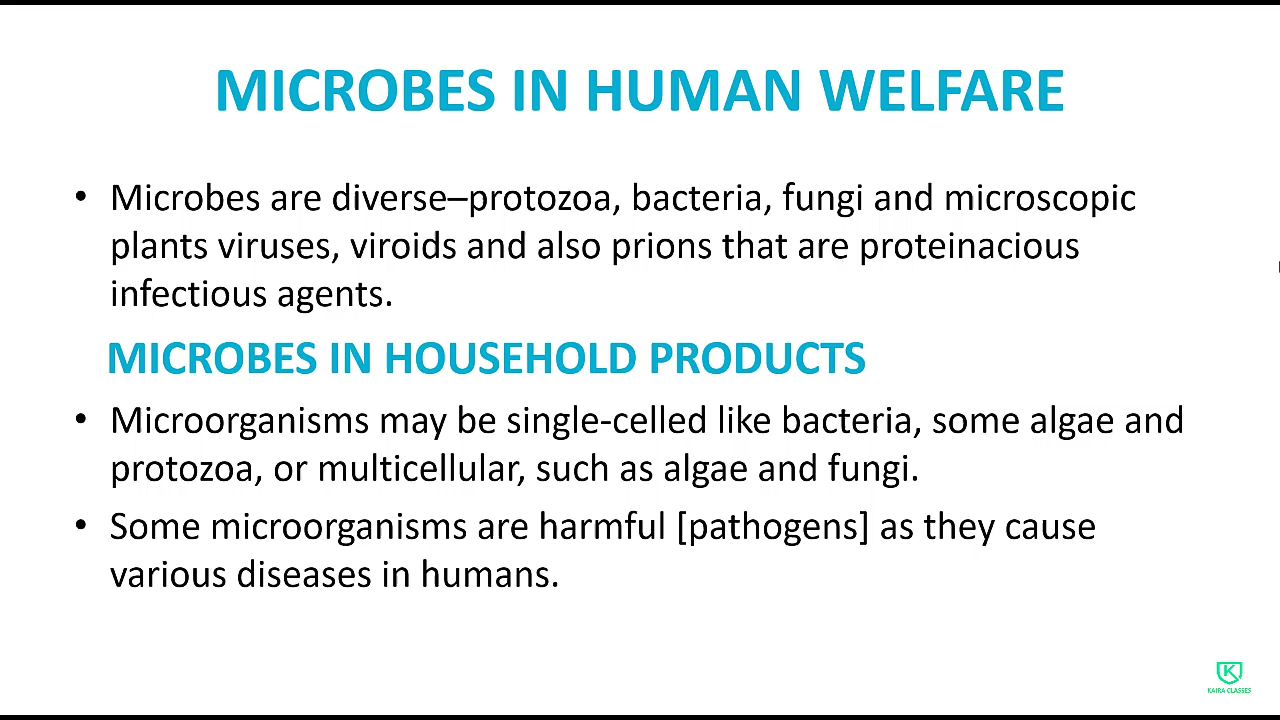 MICROBES IN HUMAN WELFARE
• Microbes are diverse–protozoa, bacteria, fungi and microscopic
plants viruses, viroids and also prions that are proteinacious
infectious agents.
MICROBES IN HOUSEHOLD PRODUCTS
• Microorganisms may be single-celled like bacteria, some algae and
protozoa, or multicellular, such as algae and fungi.
• Some microorganisms are harmful [pathogens] as they cause
various diseases in humans.
K
KAIRA CLASSES